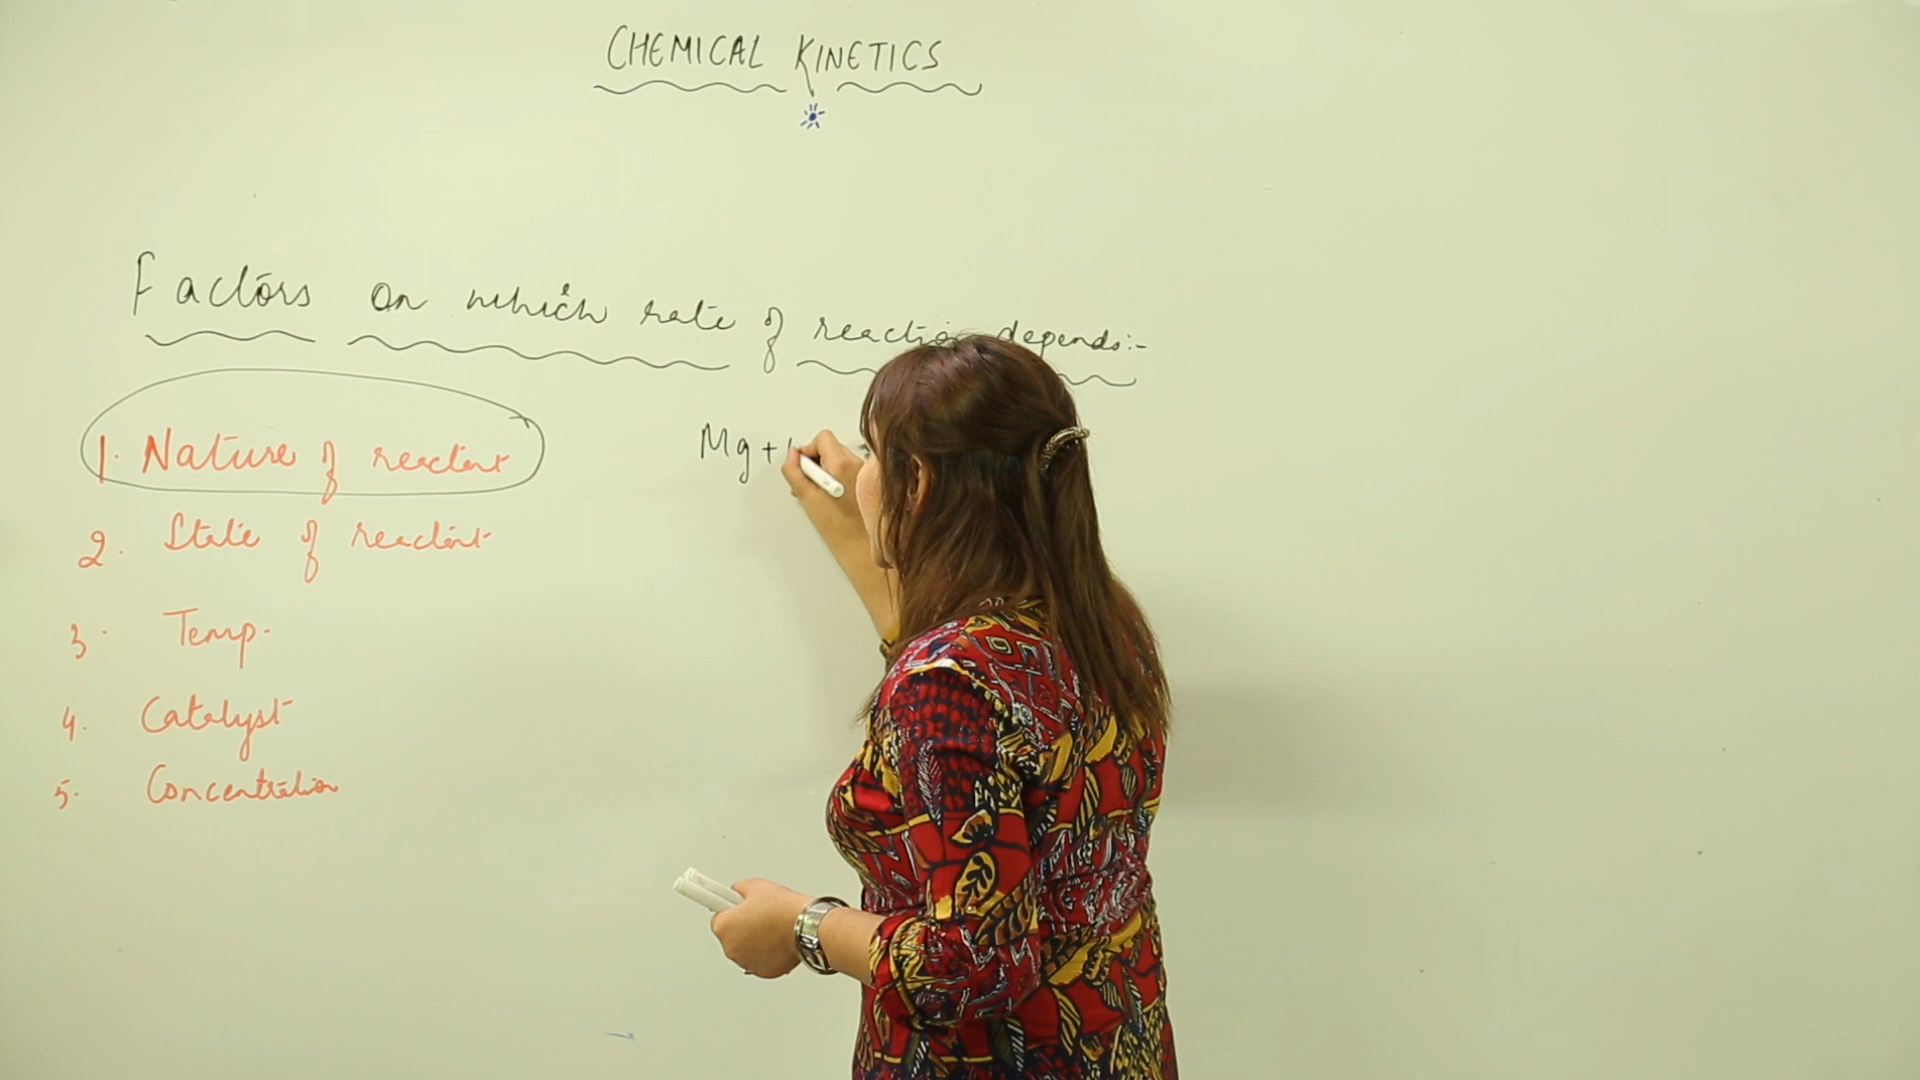 CHEMICAL KINETICS
Factors on which rate of reaction depends:-
1. Nature of reactant
Mg +
2. State of reactant
3. Temp.
4. Catalyst
5. Concentration